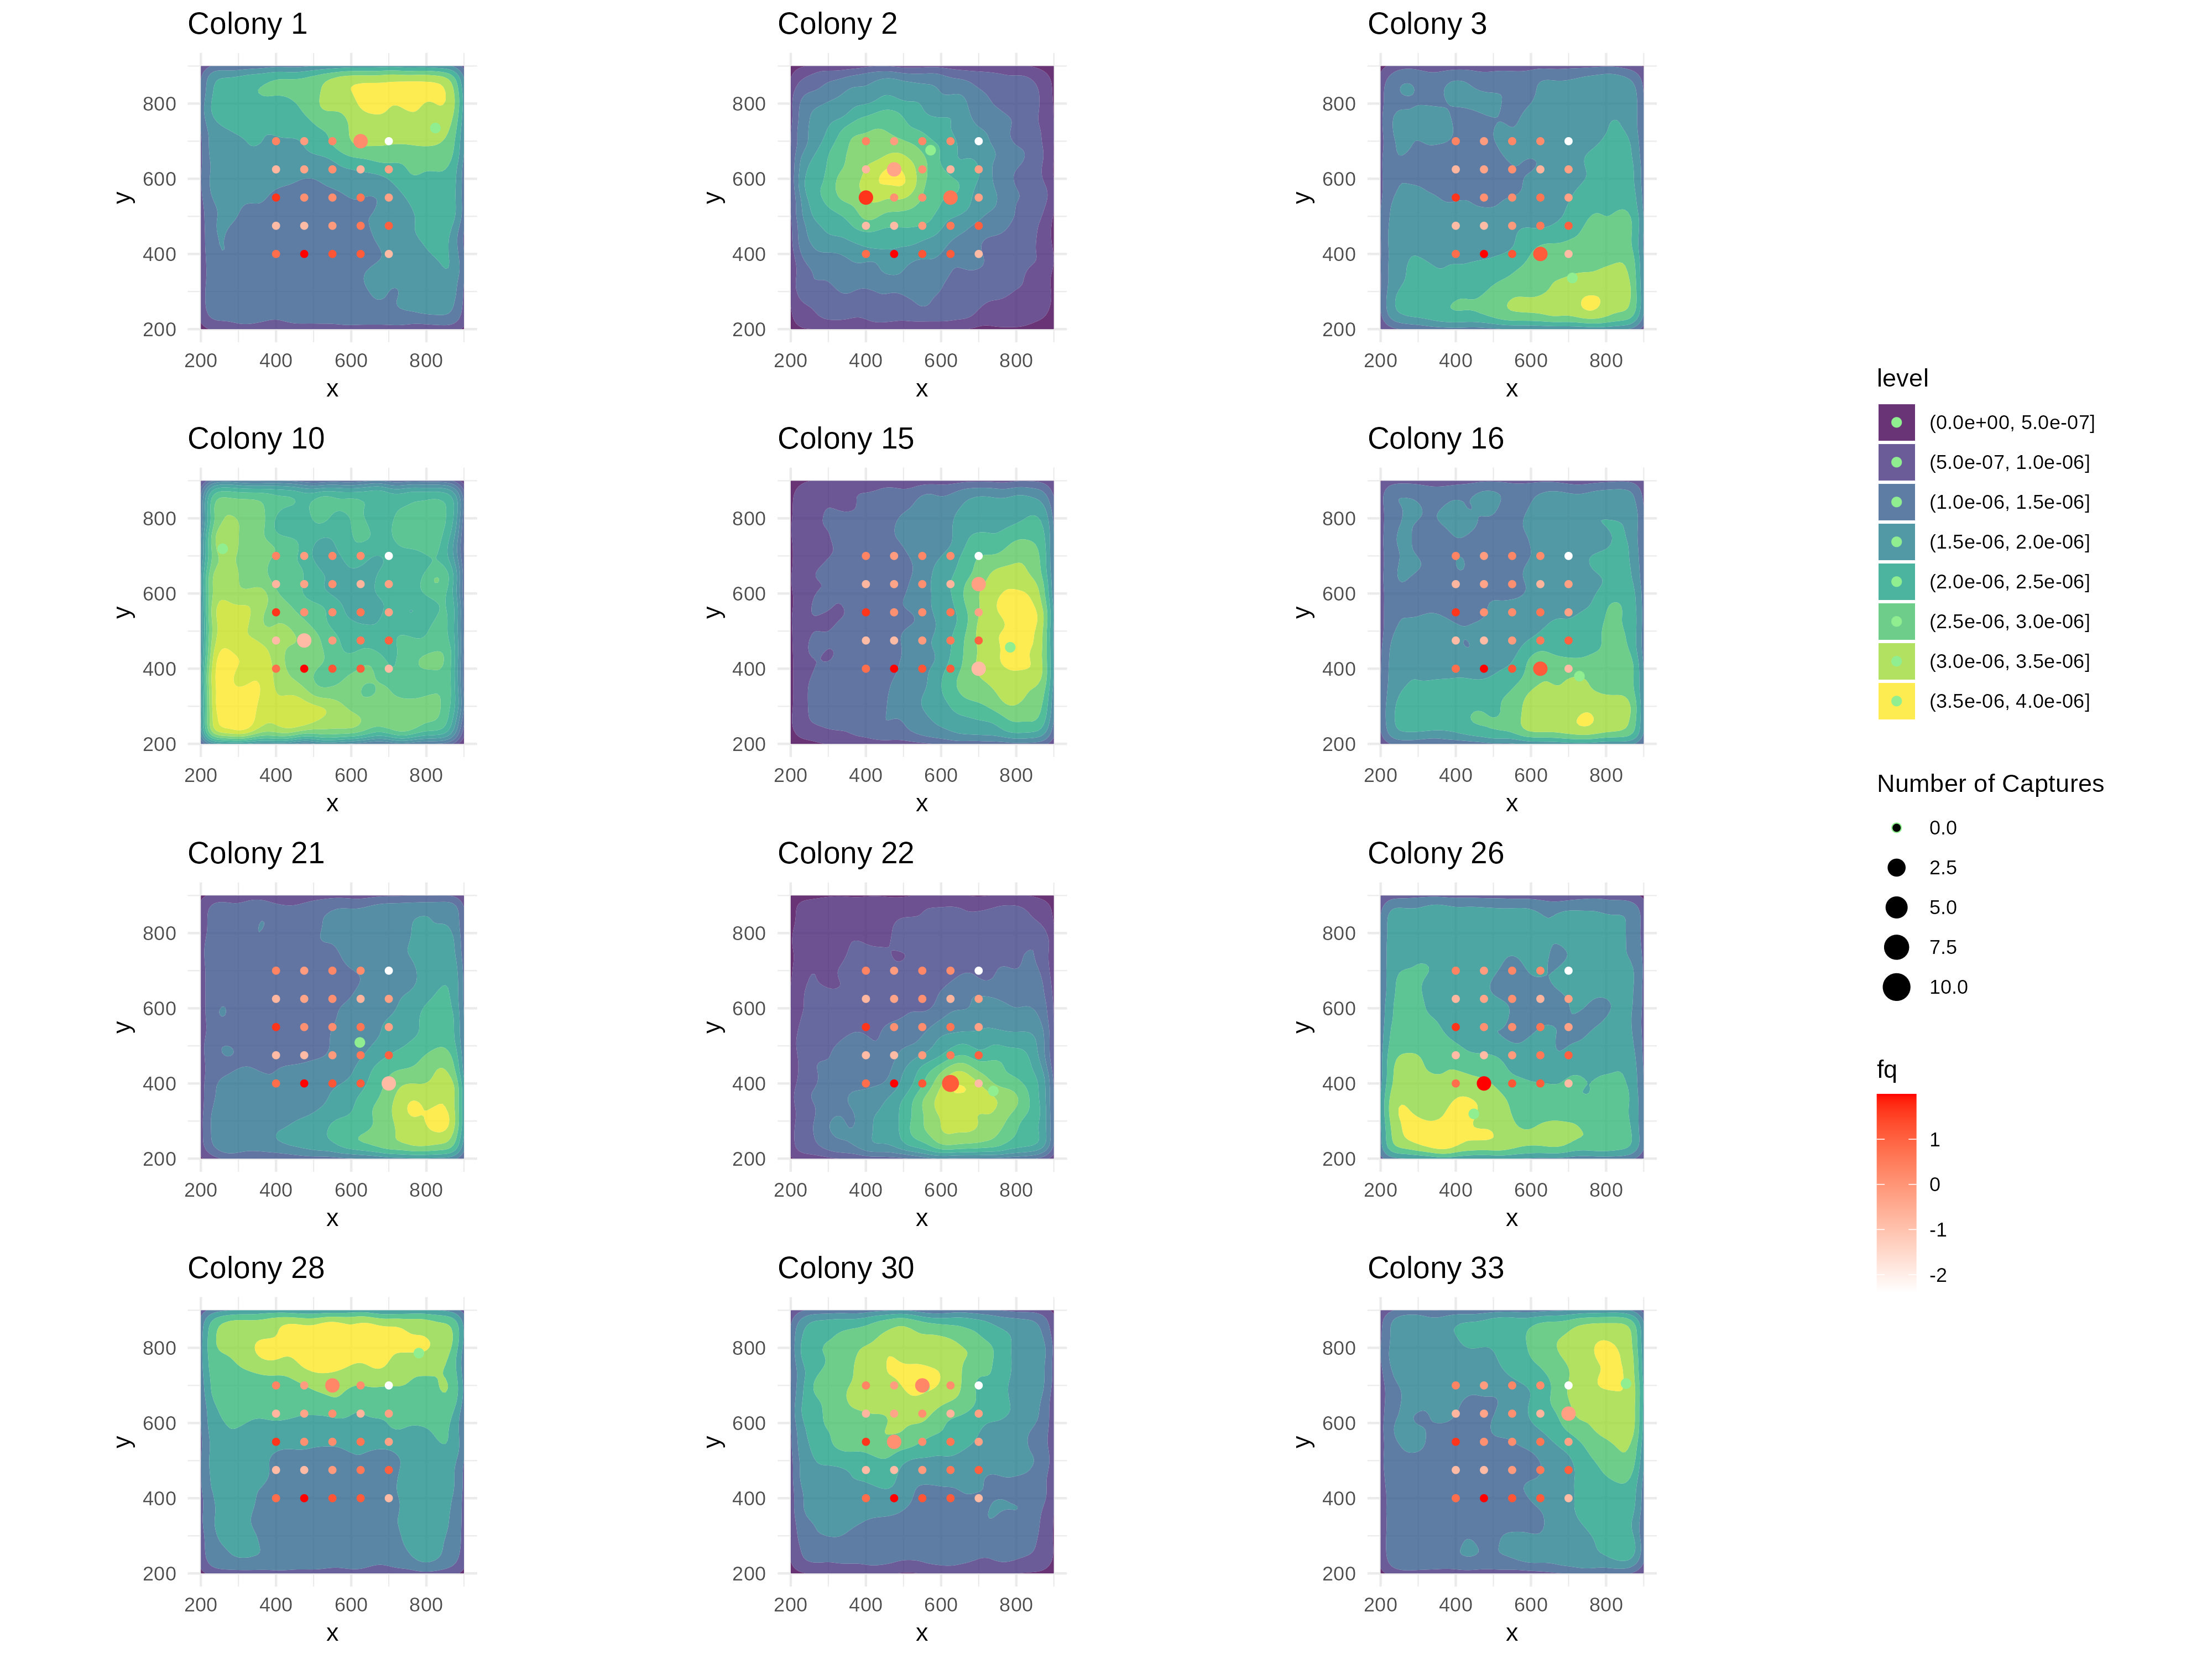 Colony 1
y
800
600
400
200
200 400 600 800
x
Colony 2
y
800
600
400
200
200 400 600 800
x
Colony 3
y
800
600
400
200
200 400 600 800
x
Colony 10
y
800
600
400
200
200 400 600 800
x
Colony 15
y
800
600
400
200
200 400 600 800
x
Colony 16
y
800
600
400
200
200 400 600 800
x
Colony 21
y
800
600
400
200
200 400 600 800
x
Colony 22
y
800
600
400
200
200 400 600 800
x
Colony 26
y
800
600
400
200
200 400 600 800
x
Colony 28
y
800
600
400
200
200 400 600 800
x
Colony 30
y
800
600
400
200
200 400 600 800
x
Colony 33
y
800
600
400
200
200 400 600 800
x
level
(0.0e+00, 5.0e-07]
(5.0e-07, 1.0e-06]
(1.0e-06, 1.5e-06]
(1.5e-06, 2.0e-06]
(2.0e-06, 2.5e-06]
(2.5e-06, 3.0e-06]
(3.0e-06, 3.5e-06]
(3.5e-06, 4.0e-06]
Number of Captures
0.0
2.5
5.0
7.5
10.0
fq
1
0
-1
-2